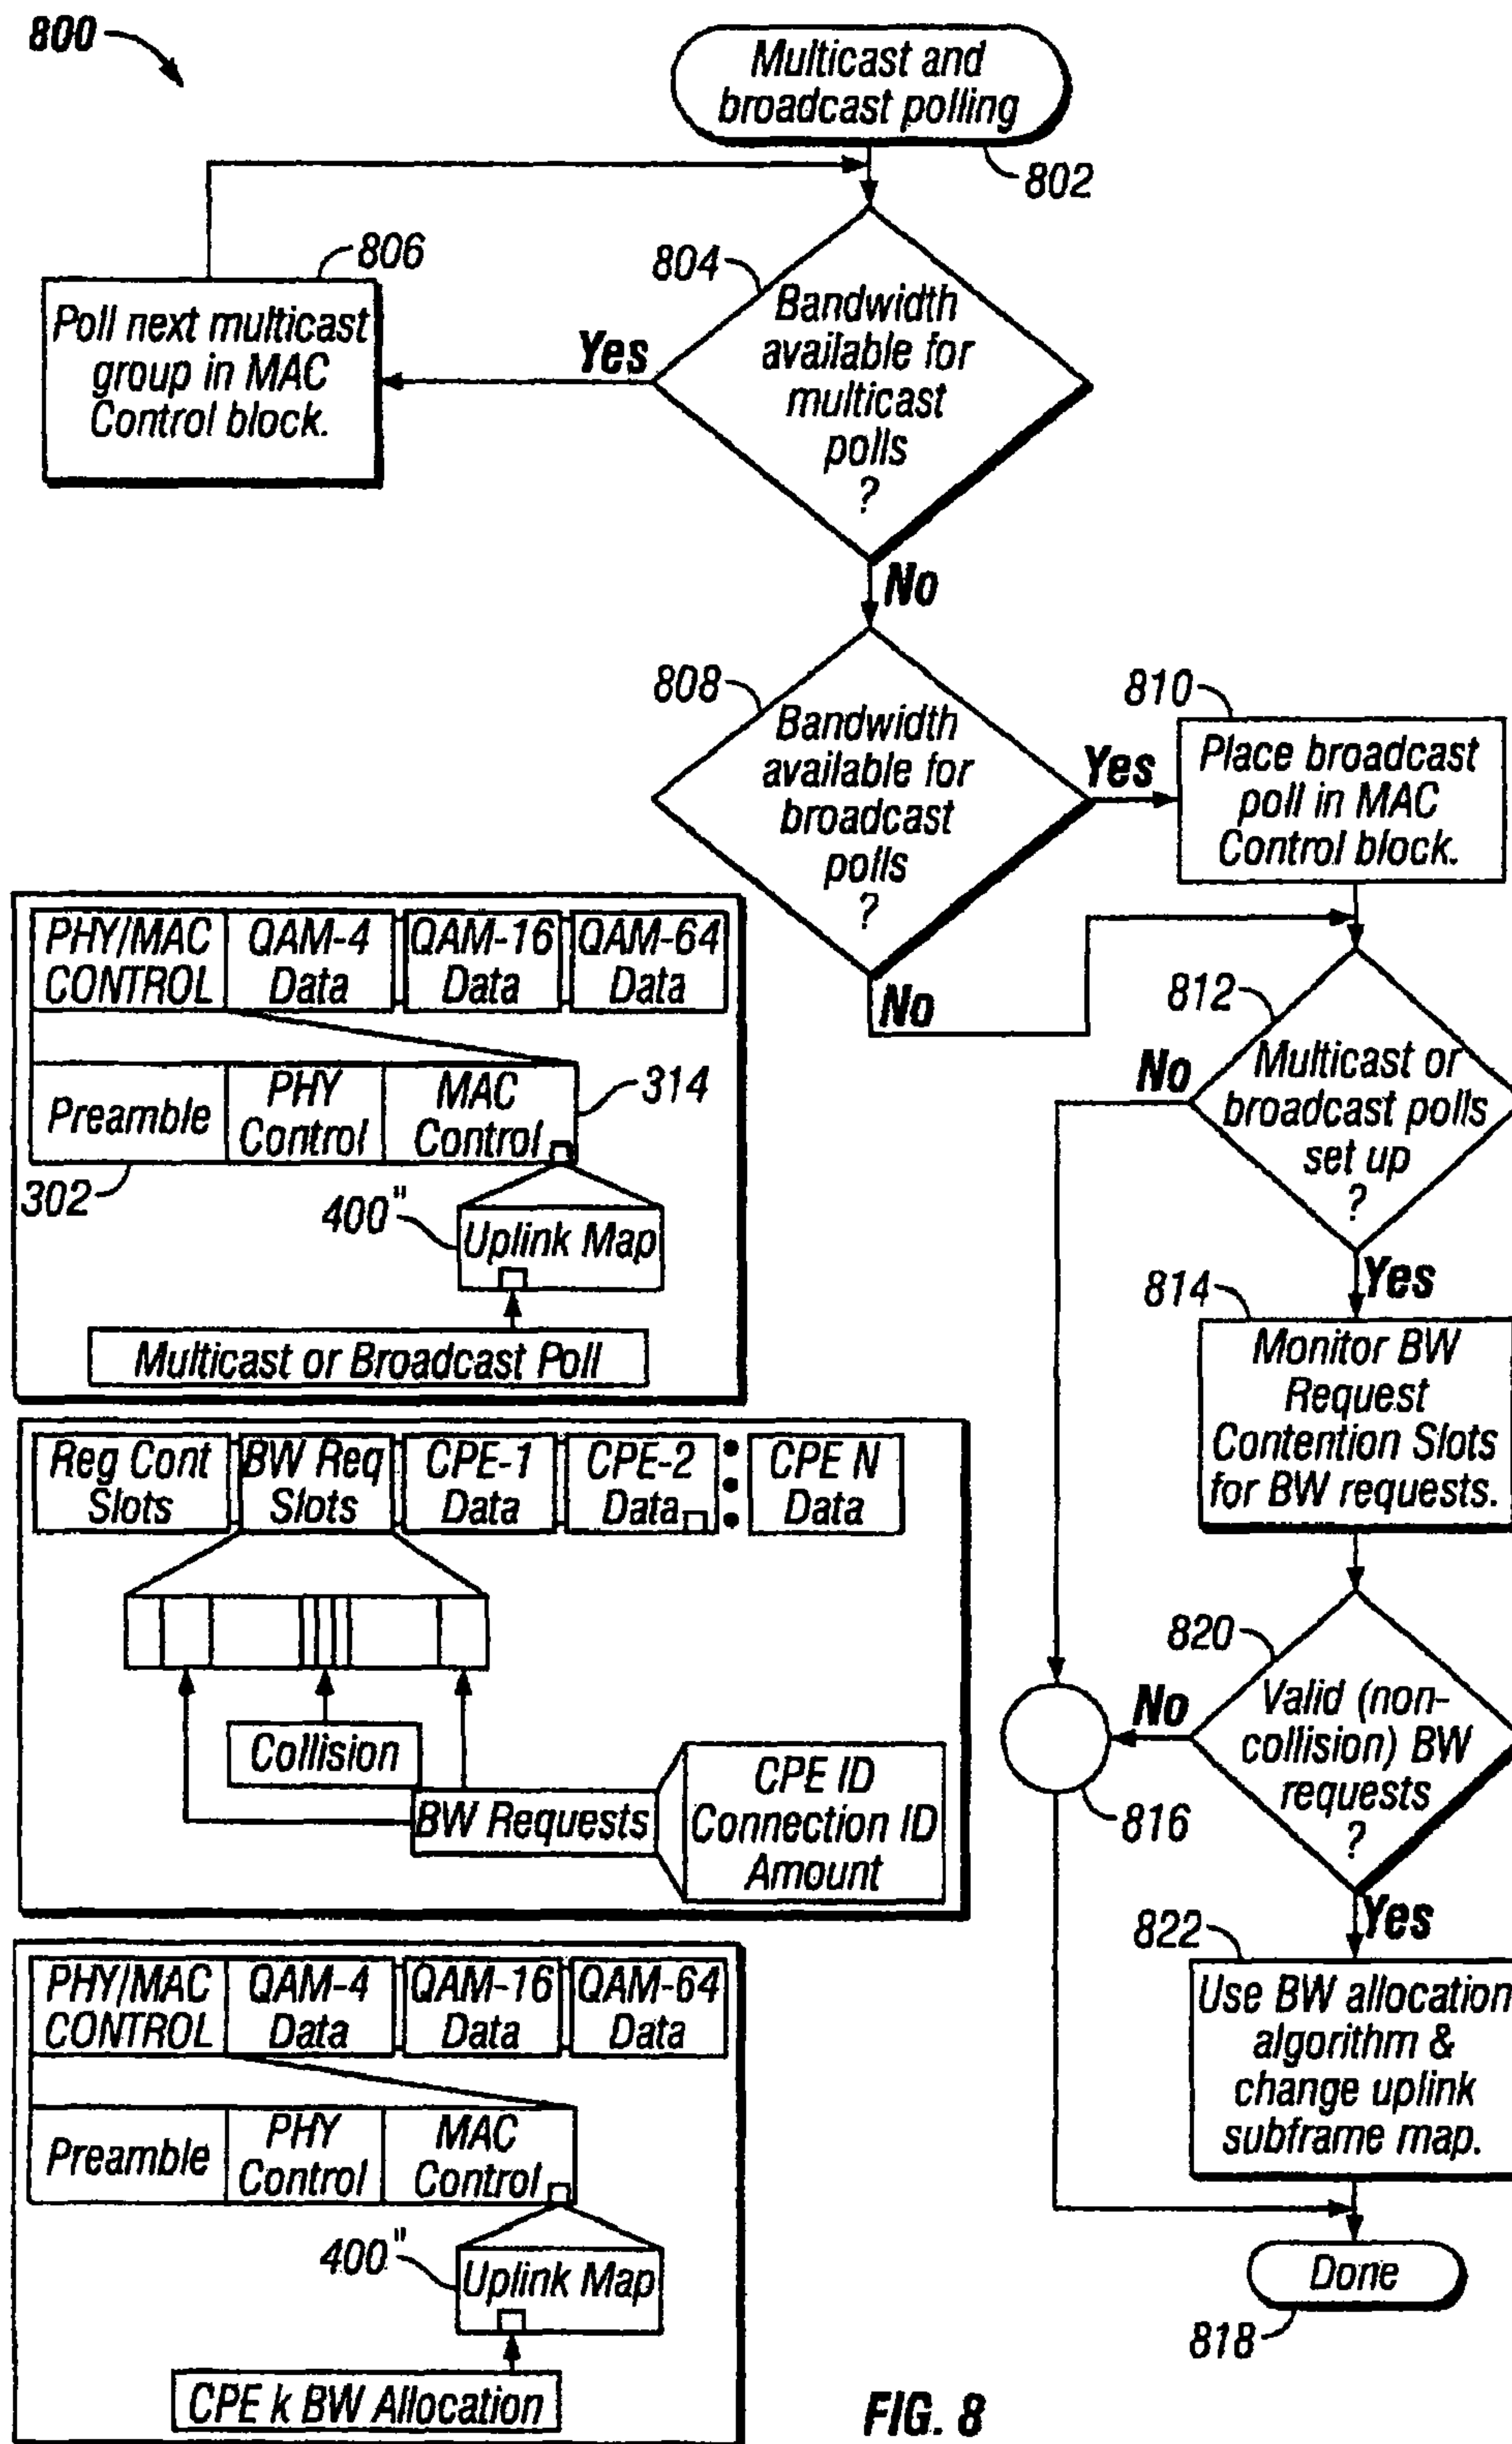 800
Multicast and
broadcast polling
802
806
Poll next multicast
group in MAC
Control block.
804
Bandwidth
available for
multicast
polls
?
Yes
No
808
Bandwidth
available for
broadcast
polls
?
Yes
No
810
Place broadcast
poll in MAC
Control block.
812
Multicast or
broadcast polls
set up
?
No
Yes
814
Monitor BW
Request
Contention Slots
for BW requests.
820
Valid (non-
collision) BW
requests
?
No
816
Yes
822
Use BW allocation
algorithm &
change uplink
subframe map.
Done
818
PHY/MAC
CONTROL
QAM-4
Data
QAM-16
Data
QAM-64
Data
Preamble
PHY
Control
MAC
Control
314
302
400"
Uplink Map
Multicast or Broadcast Poll
Reg Cont
Slots
BW Req
Slots
CPE-1
Data
CPE-2
Data
CPE N
Data
Collision
BW Requests
CPE ID
Connection ID
Amount
PHY/MAC
CONTROL
QAM-4
Data
QAM-16
Data
QAM-64
Data
Preamble
PHY
Control
MAC
Control
400"
Uplink Map
CPE k BW Allocation
FIG. 8